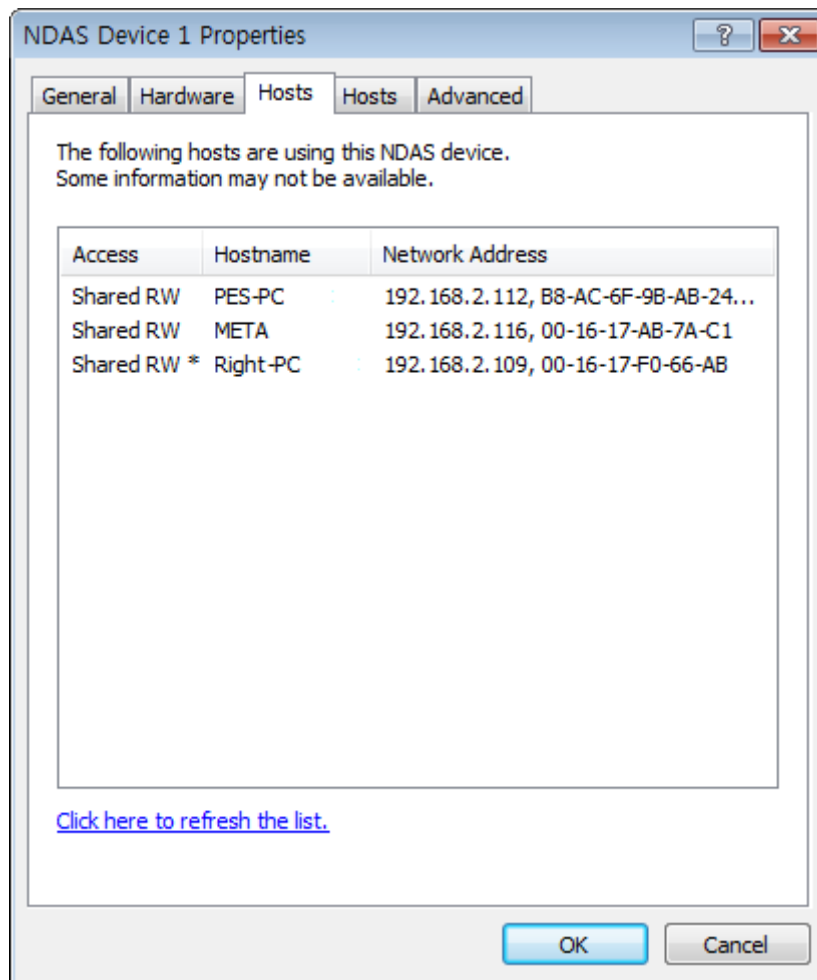 NDAS Device 1 Properties
General Hardware Hosts Hosts Advanced
The following hosts are using this NDAS device.
Some information may not be available.
Access Hostname Network Address
Shared RW PES-PC 192.168.2.112, B8-AC-6F-9B-AB-24...
Shared RW META 192.168.2.116, 00-16-17-AB-7A-C1
Shared RW * Right-PC 192.168.2.109, 00-16-17-F0-66-AB
Click here to refresh the list.
OK Cancel